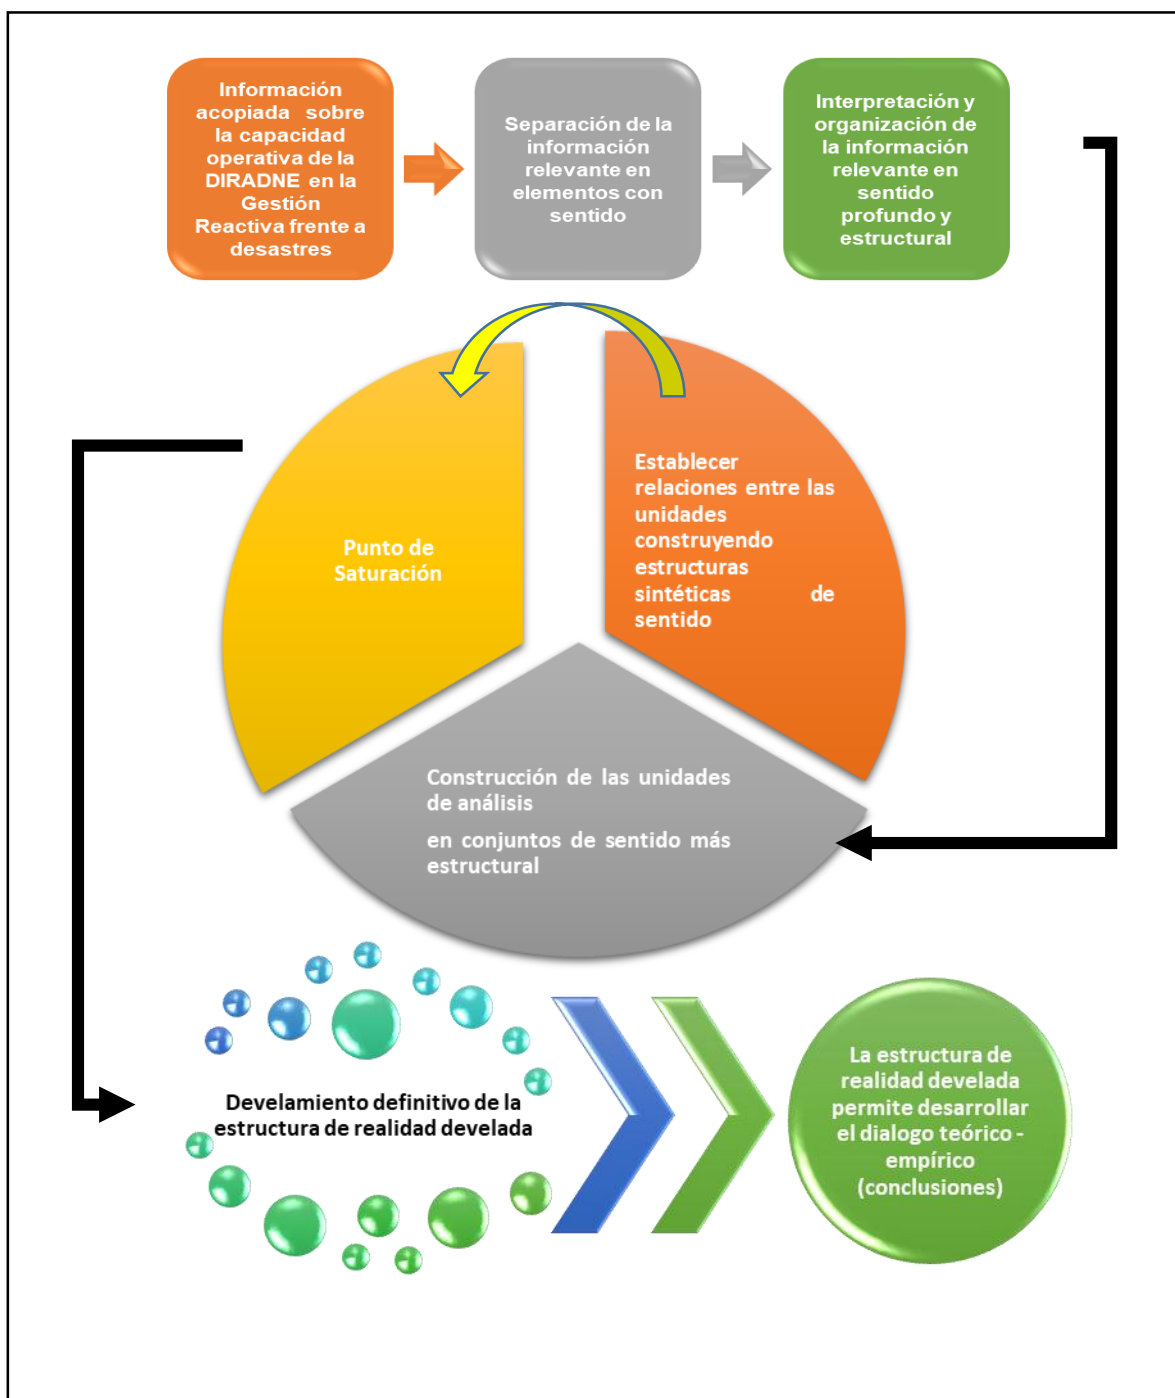 Información
acopiada sobre
la capacidad
operativa de la
DIRADNE en la
Gestión
Reactiva frente a
desastres
Separación de la
información
relevante en
elementos con
sentido
Interpretación y
organización de
la información
relevante en
sentido
profundo y
estructural
Establecer
relaciones entre las
unidades
construyendo
estructuras
sintéticas de
sentido
Punto de
Saturación
Construcción de las unidades
de análisis
en conjuntos de sentido más
estructural
Develamiento definitivo de la
estructura de realidad develada
La estructura de
realidad develada
permite desarrollar
el dialogo teórico -
empírico
(conclusiones)